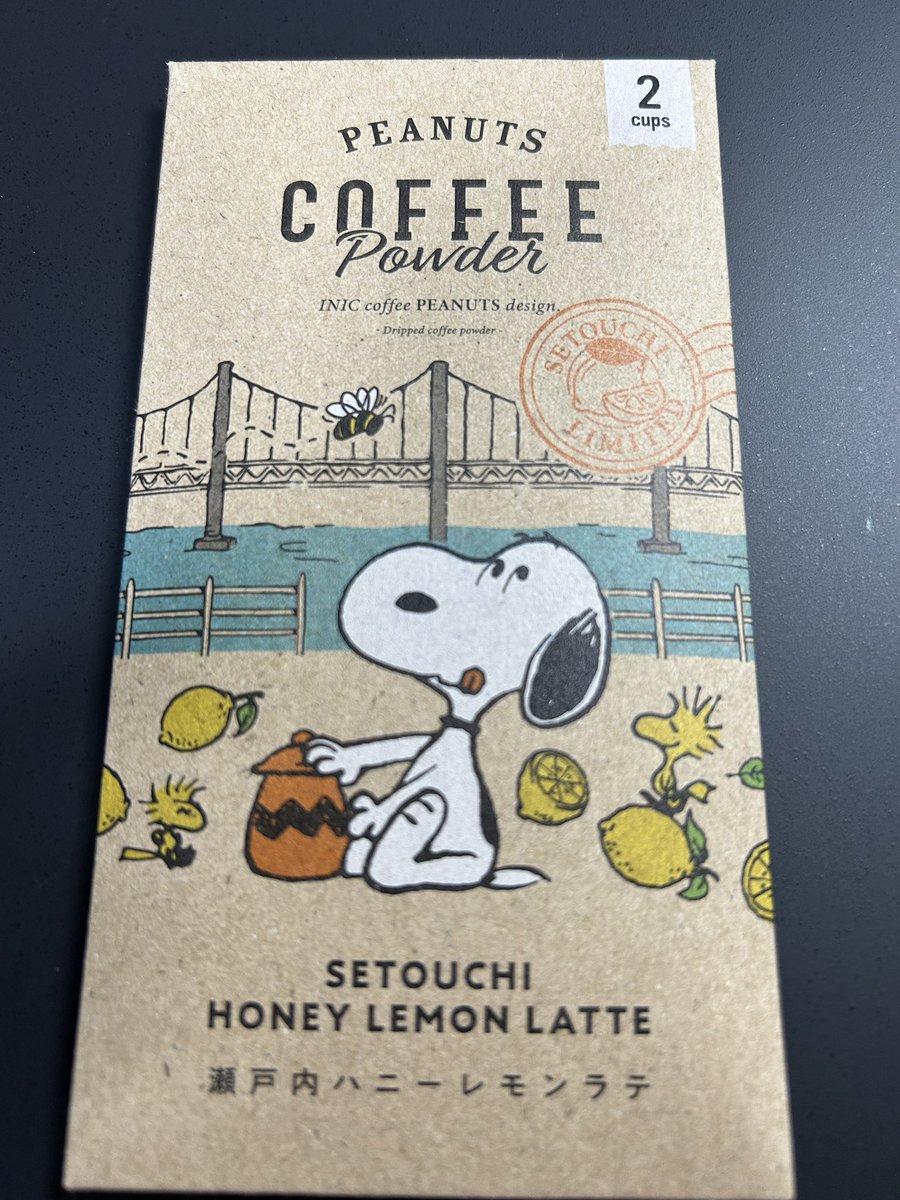 2
cups
PEANUTS
COFFEE
Powder
INIC coffee PEANUTS design.
- Dripped coffee powder -
SETOUCHI
LIMITED
SETOUCHI
HONEY LEMON LATTE
瀬戸内ハニーレモンラテ